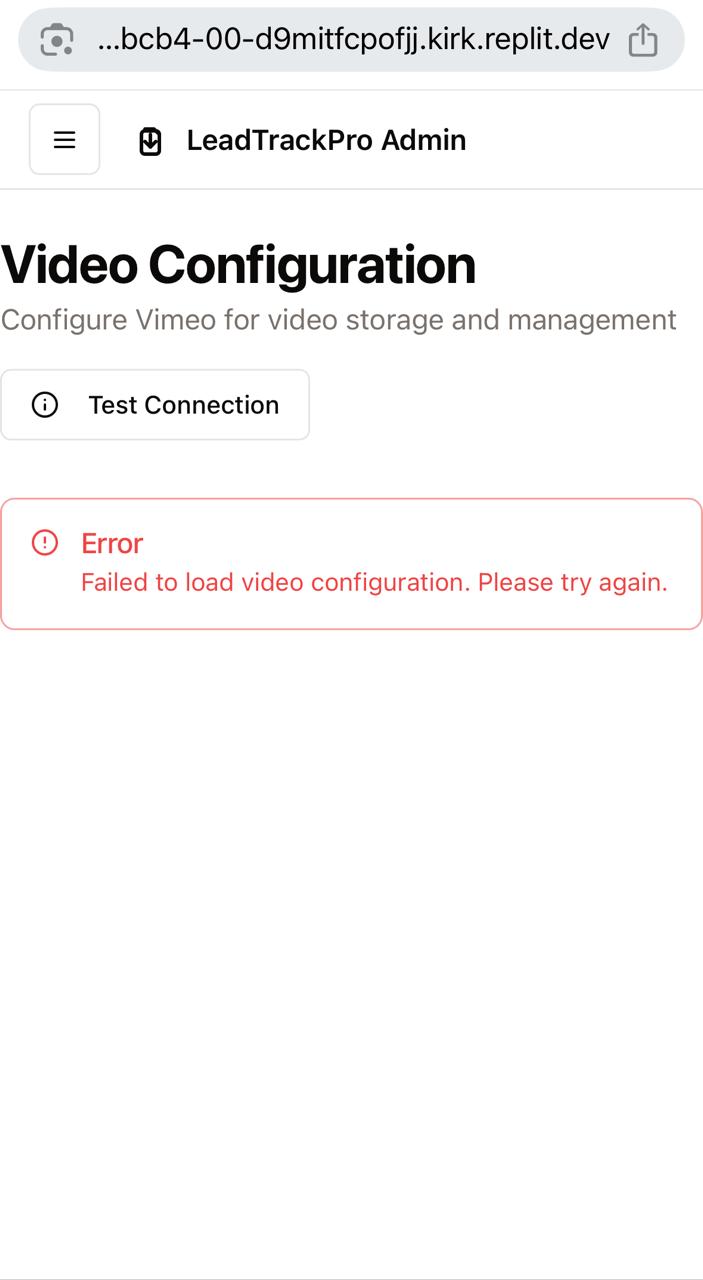 ...bcb4-00-d9mitfcpofjj.kirk.replit.dev
LeadTrackPro Admin
Video Configuration
Configure Vimeo for video storage and management
Test Connection
Error
Failed to load video configuration. Please try again.